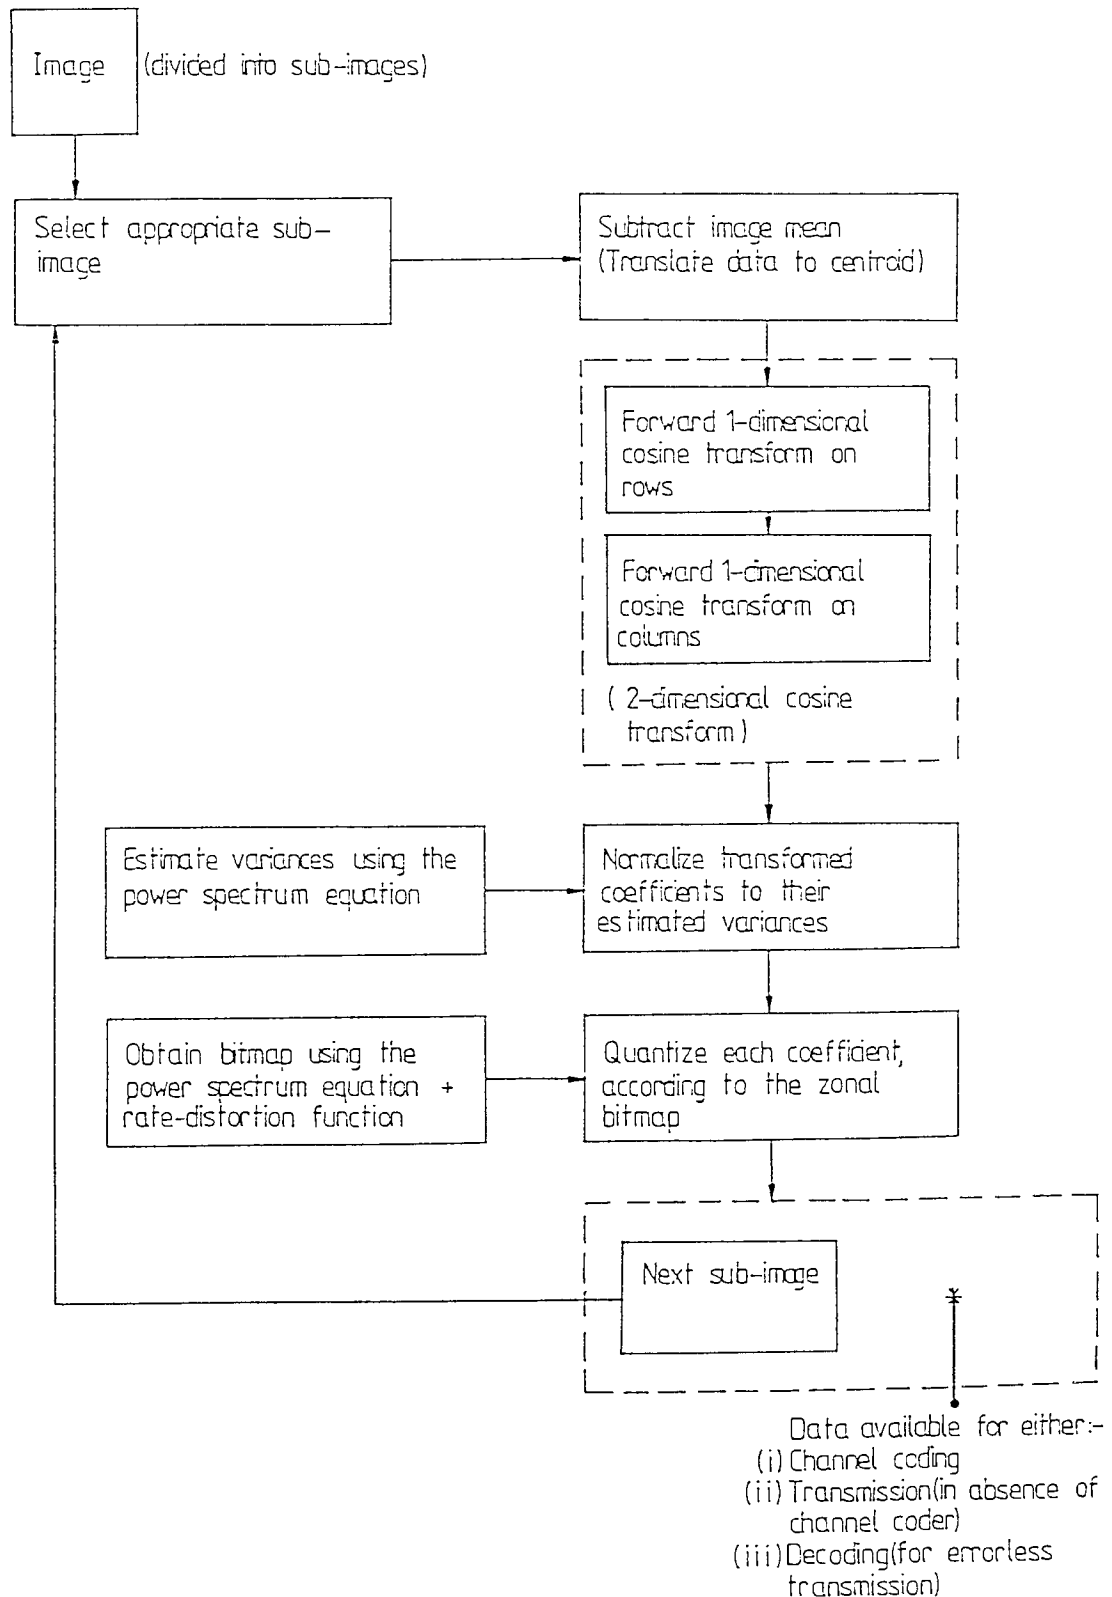 Image
(divided into sub-images)
Select appropriate sub-
image
Subtract image mean
(Translate data to centroid)
Forward 1-dimensional
cosine transform on
rows
Forward 1-dimensional
cosine transform on
columns
( 2-dimensional cosine
transform)
Estimate variances using the
power spectrum equation
Normalize transformed
coefficients to their
estimated variances
Obtain bitmap using the
power spectrum equation +
rate-distortion function
Quantize each coefficient,
according to the zonal
bitmap
Next sub-image
Data available for either:-
(i) Channel coding
(ii) Transmission(in absence of
channel coder)
(iii) Decoding(for errorless
transmission)